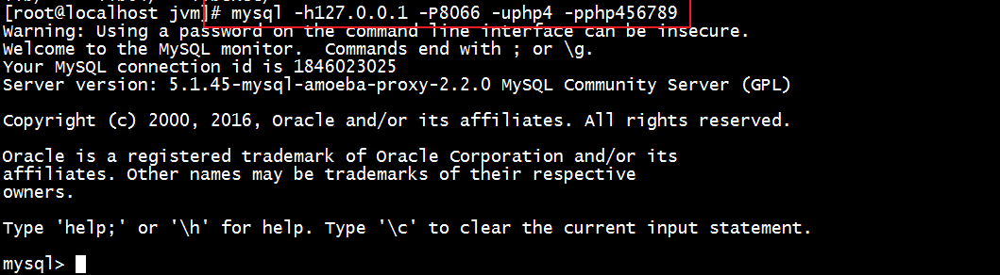 [root@localhost jvm]# mysql -h127.0.0.1 -P8066 -uphp4 -pphp456789
Warning: Using a password on the command line interface can be insecure.
Welcome to the MySQL monitor.  Commands end with ; or \g.
Your MySQL connection id is 1846023025
Server version: 5.1.45-mysql-amoeba-proxy-2.2.0 MySQL Community Server (GPL)
Copyright (c) 2000, 2016, Oracle and/or its affiliates. All rights reserved.
Oracle is a registered trademark of Oracle Corporation and/or its
affiliates. Other names may be trademarks of their respective
owners.
Type 'help;' or '\h' for help. Type '\c' to clear the current input statement.
mysql>